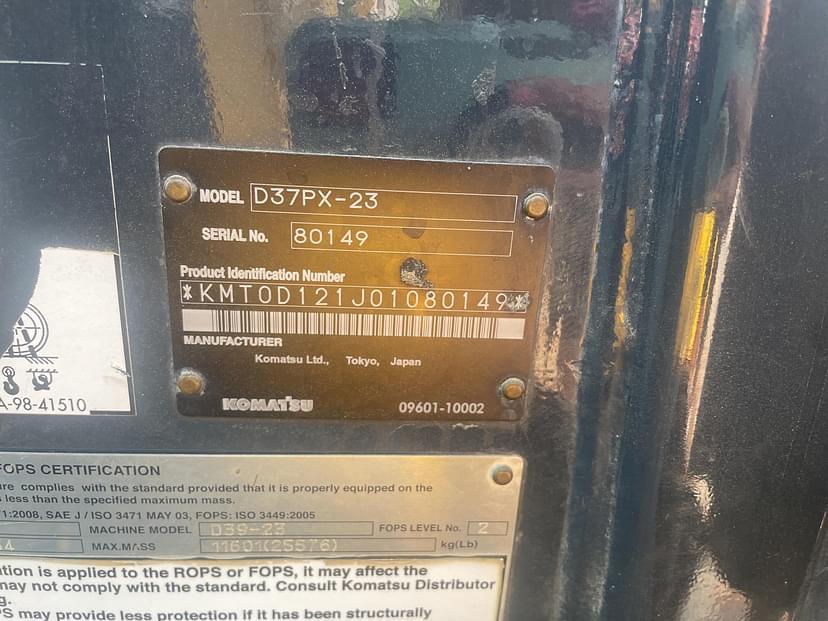 MODEL D37PX-23
SERIAL No. 80149
Product Identification Number
*KMT0D121J01080149*
MANUFACTURER
Komatsu Ltd., Tokyo, Japan
KOMATSU 09601-10002
A-98-41510
FOPS CERTIFICATION
complies with the standard provided that it is properly equipped on the
less than the specified maximum mass.
:2008, SAE J / ISO 3471 MAY 03, FOPS: ISO 3449:2005
MACHINE MODEL D39-23 FOPS LEVEL No. 2
MAX.MASS 11601(25576) kg(Lb)
is applied to the ROPS or FOPS, it may affect the
may not comply with the standard. Consult Komatsu Distributor
may provide less protection if it has been structurally